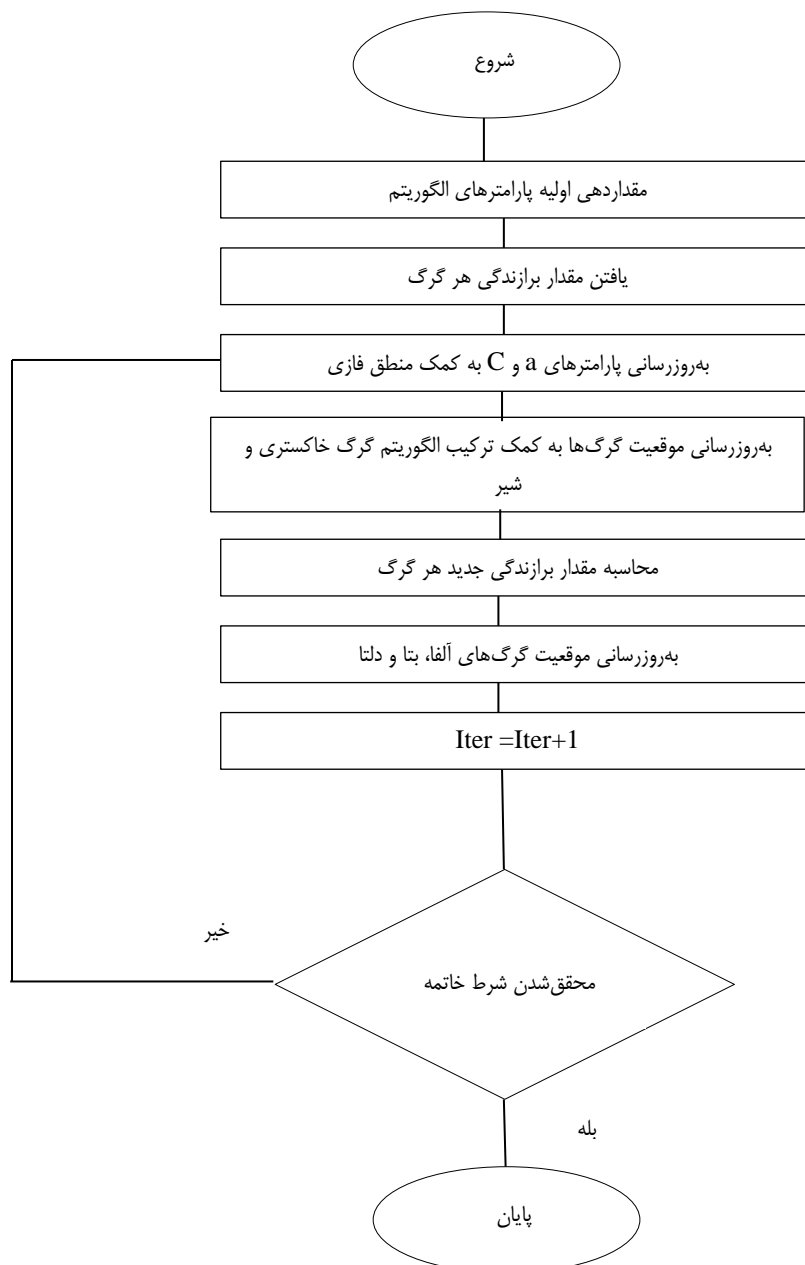 شروع
مقداردهی اولیه پارامترهای الگوریتم
یافتن مقدار برازندگی هر گرگ
به‌روزرسانی پارامترهای a و C به کمک منطق فازی
به‌روزرسانی موقعیت گرگ‌ها به کمک ترکیب الگوریتم گرگ خاکستری و
شیر
محاسبه مقدار برازندگی جدید هر گرگ
به‌روزرسانی موقعیت گرگ‌های آلفا، بتا و دلتا
Iter =Iter+1
خیر
محقق‌شدن شرط خاتمه
بله
پایان